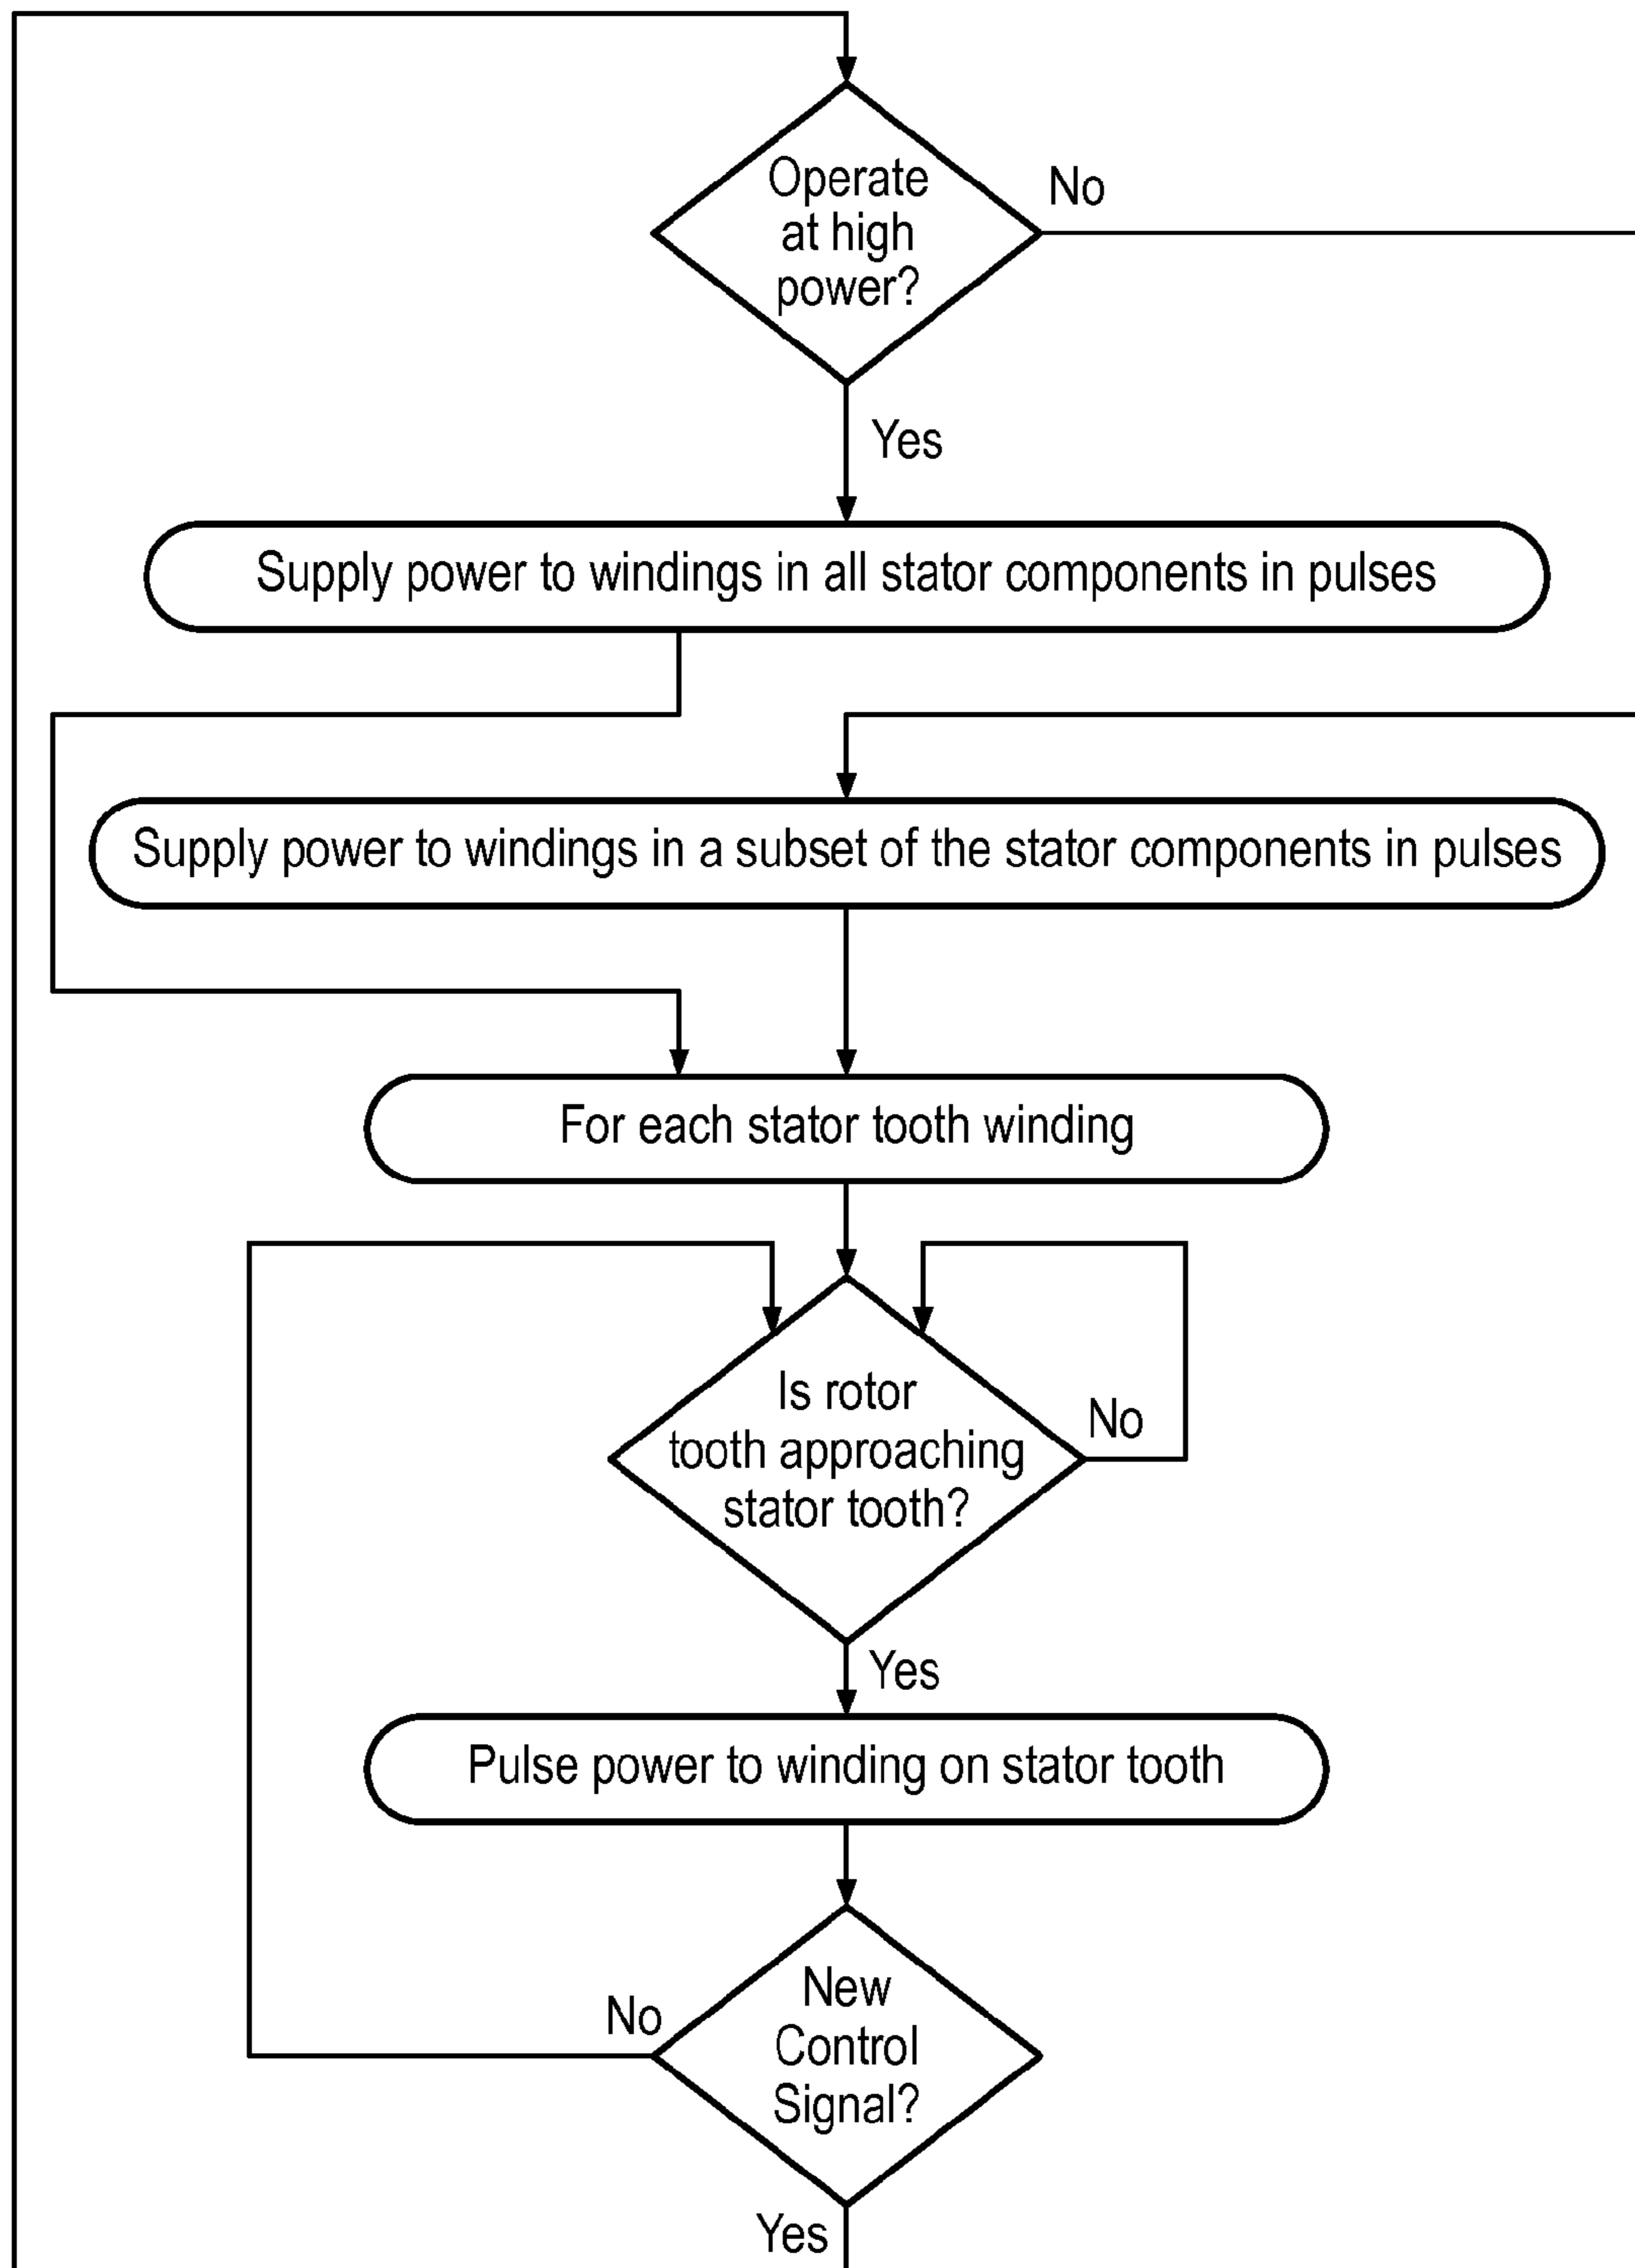 Operate
at high
power?
No
Yes
Supply power to windings in all stator components in pulses
Supply power to windings in a subset of the stator components in pulses
For each stator tooth winding
Is rotor
tooth approaching
stator tooth?
No
Yes
Pulse power to winding on stator tooth
New
Control
Signal?
No
Yes